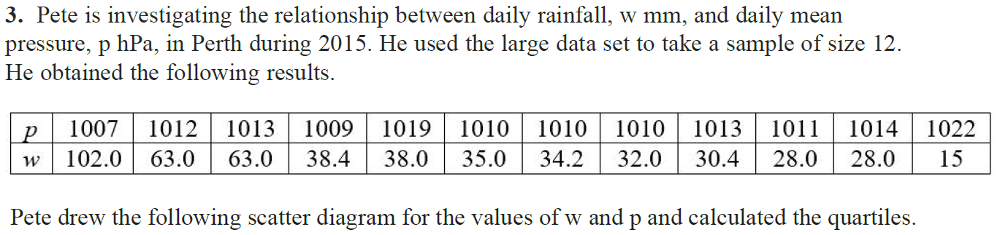 3. Pete is investigating the relationship between daily rainfall, w mm, and daily mean
pressure, p hPa, in Perth during 2015. He used the large data set to take a sample of size 12.
He obtained the following results.
p 1007 1012 1013 1009 1019 1010 1010 1010 1013 1011 1014 1022
w 102.0 63.0 63.0 38.4 38.0 35.0 34.2 32.0 30.4 28.0 28.0 15
Pete drew the following scatter diagram for the values of w and p and calculated the quartiles.